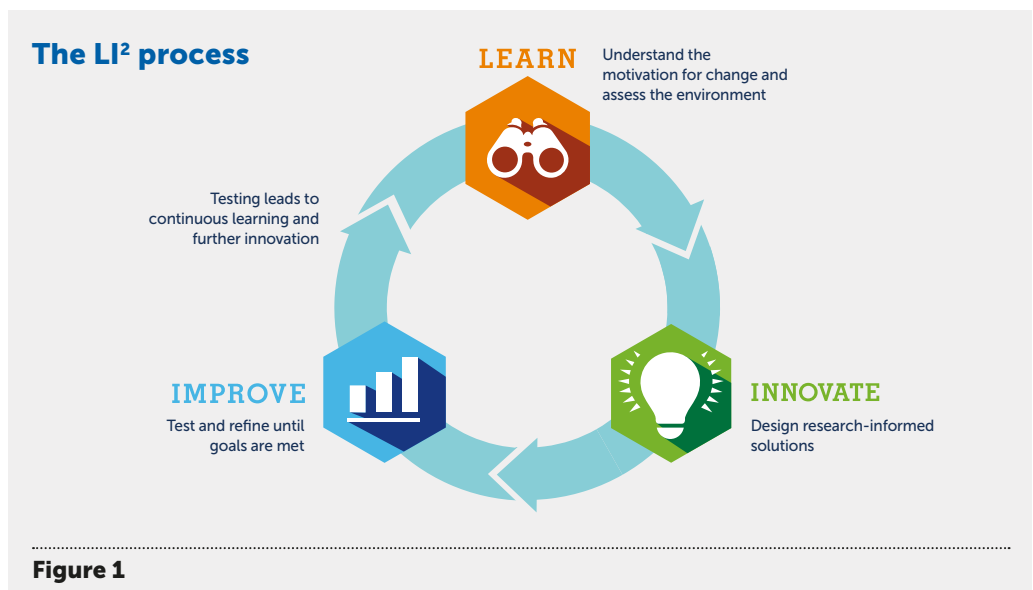 The LI² process
LEARN
Understand the
motivation for change and
assess the environment
Testing leads to
continuous learning and
further innovation
IMPROVE
Test and refine until
goals are met
INNOVATE
Design research-informed
solutions
Figure 1